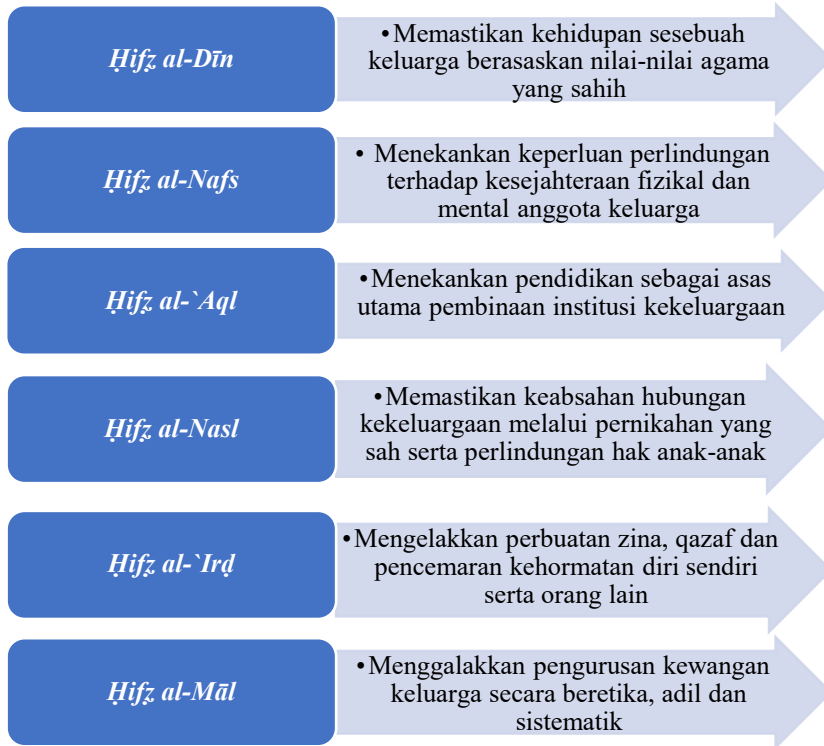 Ḥifẓ al-Dīn
•Memastikan kehidupan sesebuah
keluarga berasaskan nilai-nilai agama
yang sahih
Ḥifẓ al-Nafs
• Menekankan keperluan perlindungan
terhadap kesejahteraan fizikal dan
mental anggota keluarga
Ḥifẓ al-`Aql
•Menekankan pendidikan sebagai asas
utama pembinaan institusi kekeluargaan
Ḥifẓ al-Nasl
•Memastikan keabsahan hubungan
kekeluargaan melalui pernikahan yang
sah serta perlindungan hak anak-anak
Ḥifẓ al-`Irḍ
•Mengelakkan perbuatan zina, qazaf dan
pencemaran kehormatan diri sendiri
serta orang lain
Ḥifẓ al-Māl
•Menggalakkan pengurusan kewangan
keluarga secara beretika, adil dan
sistematik